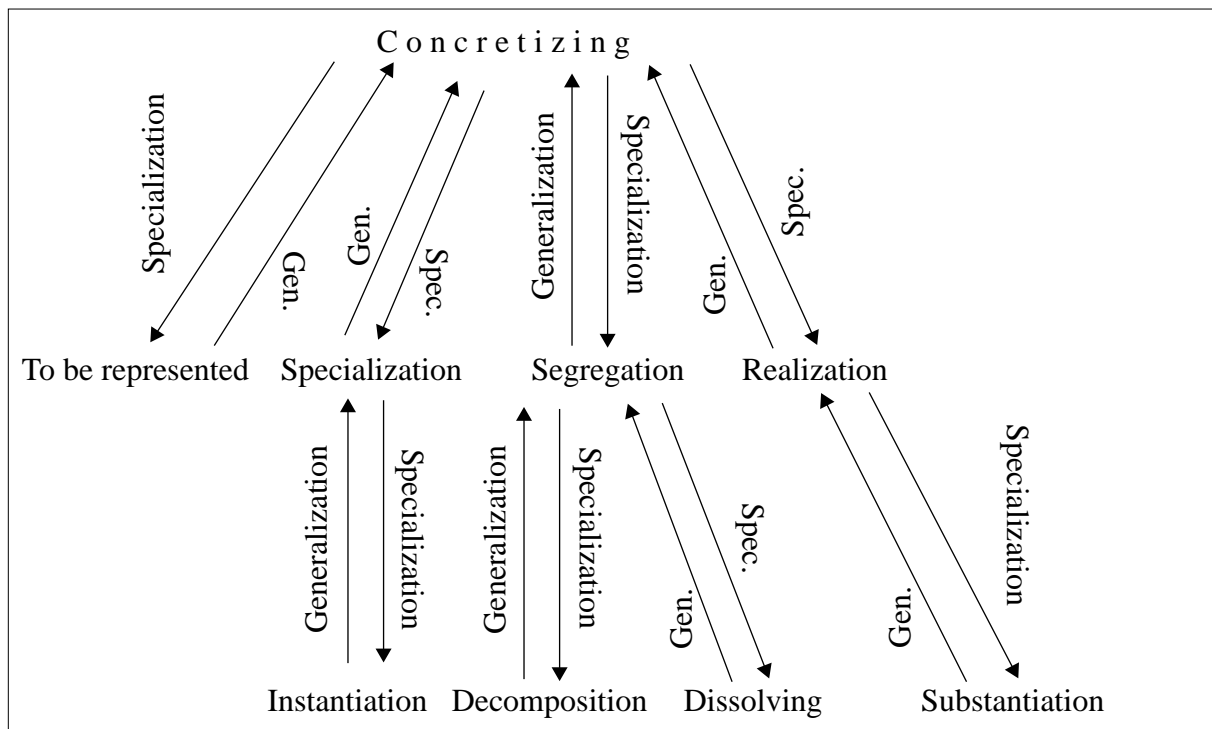 Concretizing
Specialization
Gen.
Gen.
Spec.
Generalization
Specialization
Gen.
Spec.
To be represented
Specialization
Segregation
Realization
Generalization
Specialization
Generalization
Specialization
Gen.
Spec.
Gen.
Specialization
Instantiation
Decomposition
Dissolving
Substantiation